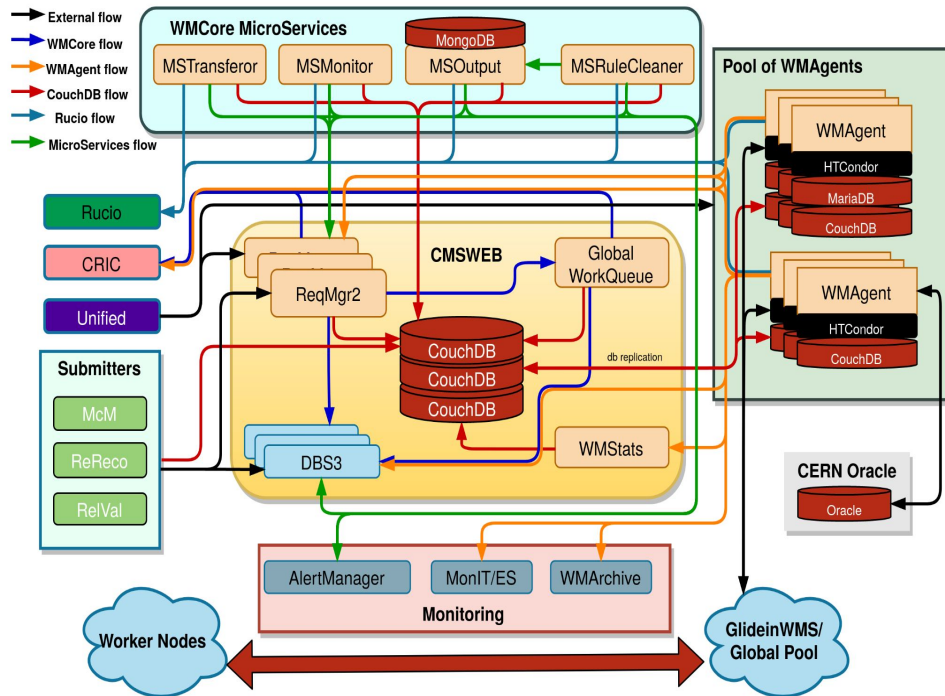 External flow
WMCore flow
WMAgent flow
CouchDB flow
Rucio flow
MicroServices flow
WMCore MicroServices
MongoDB
MSTransferor
MSMonitor
MSOutput
MSRuleCleaner
Pool of WMAgents
WMAgent
HTCondor
MariaDB
CouchDB
WMAgent
HTCondor
CouchDB
Rucio
CRIC
Unified
Submitters
McM
ReReco
RelVal
CMSWEB
ReqMgr2
Global
WorkQueue
CouchDB
CouchDB
CouchDB
db replication
DBS3
WMStats
CERN Oracle
Oracle
AlertManager
MonIT/ES
WMArchive
Monitoring
Worker Nodes
GlideinWMS/
Global Pool